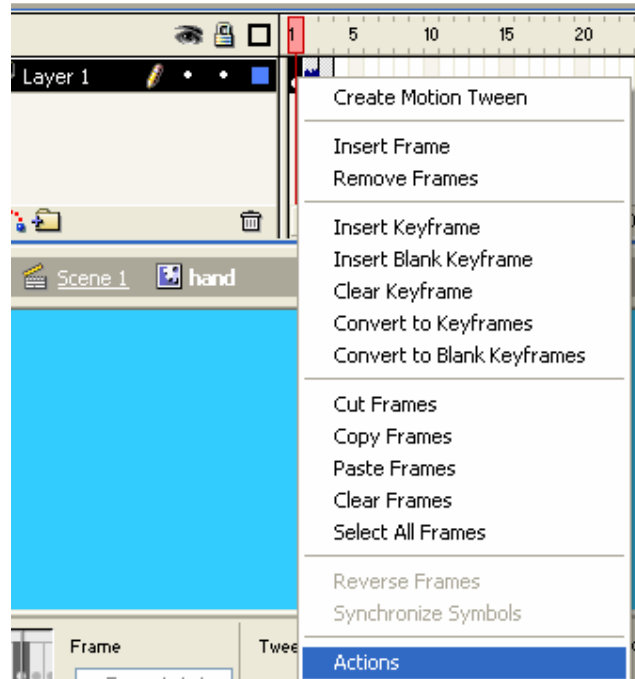 1 5 10 15 20
Layer 1
Create Motion Tween
Insert Frame
Remove Frames
Insert Keyframe
Insert Blank Keyframe
Clear Keyframe
Convert to Keyframes
Convert to Blank Keyframes
Scene 1 hand
Cut Frames
Copy Frames
Paste Frames
Clear Frames
Select All Frames
Reverse Frames
Synchronize Symbols
Actions
Frame